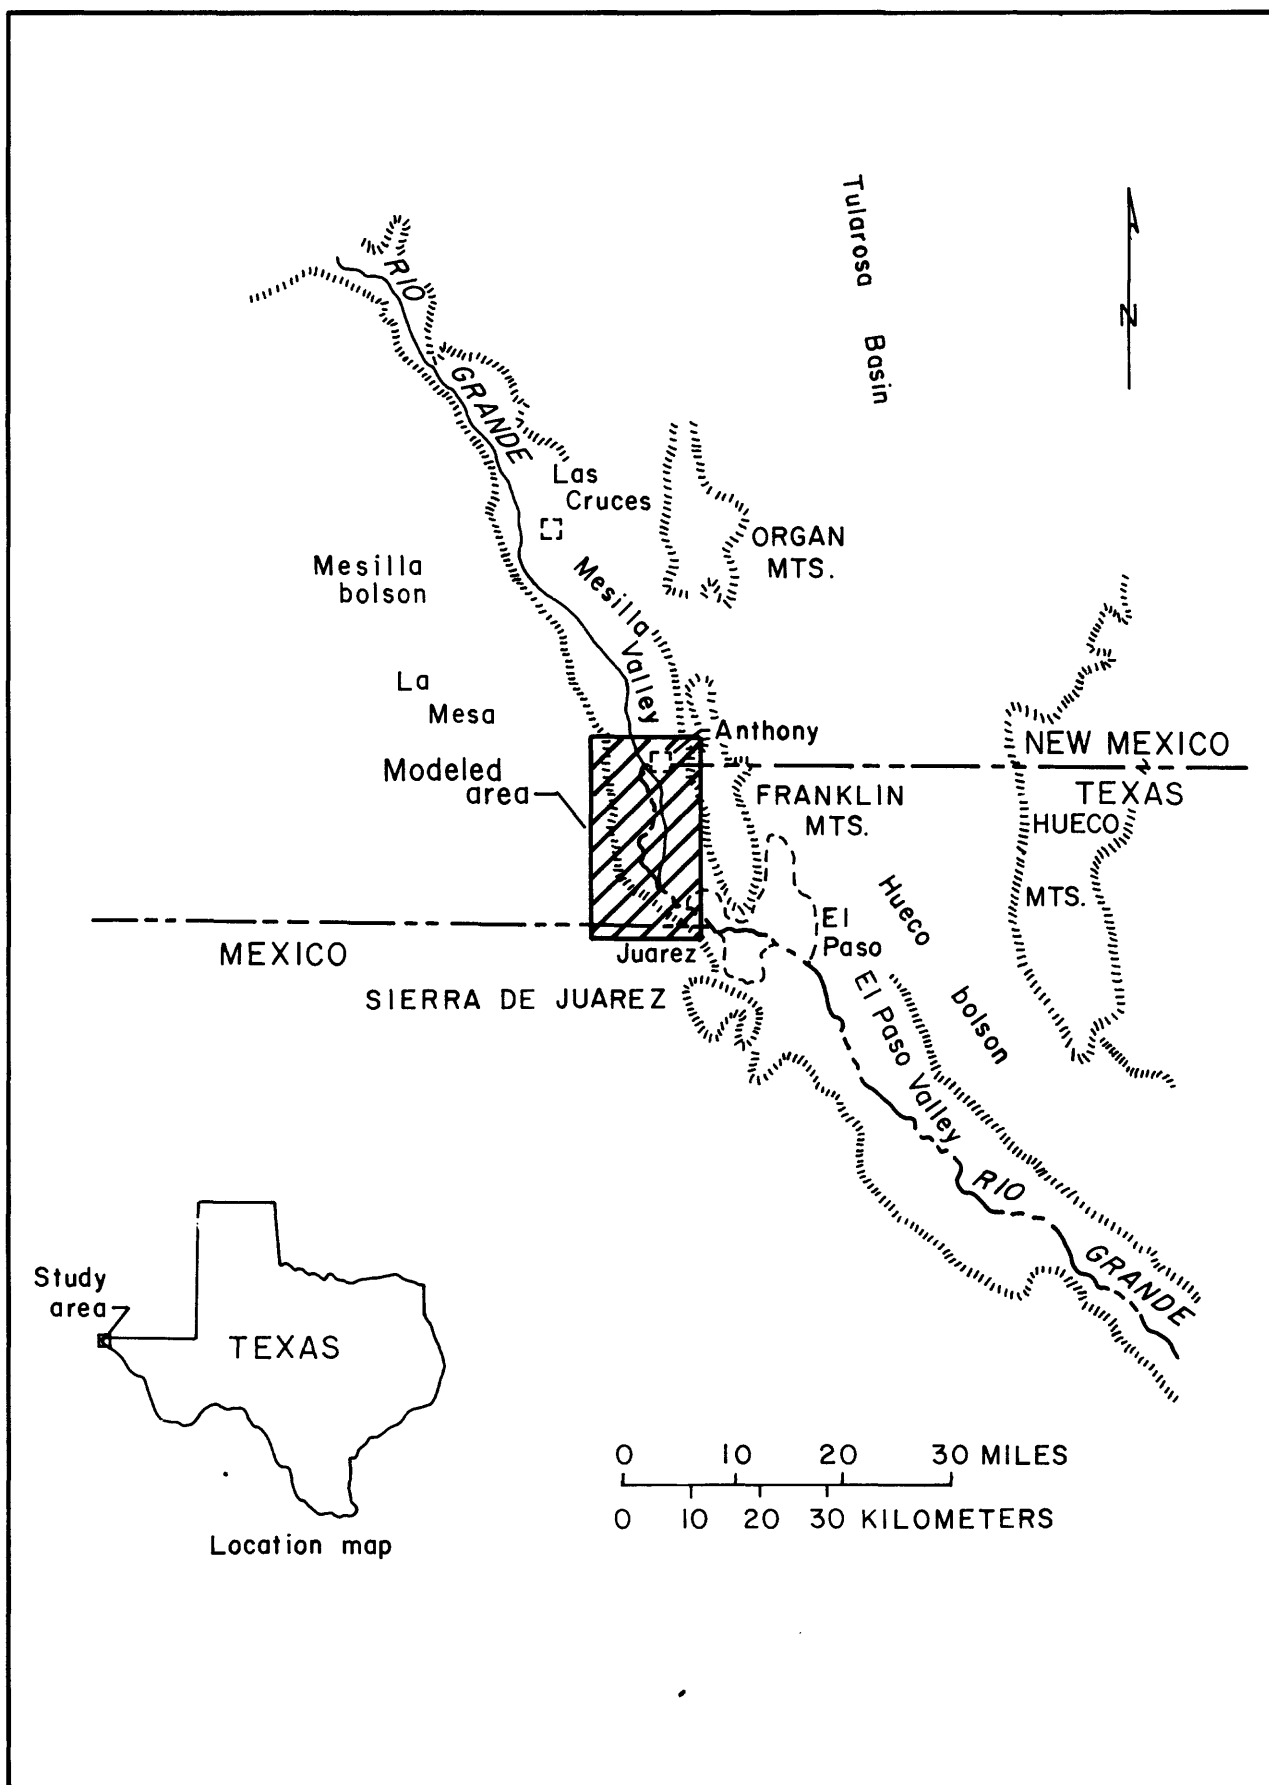 Tularosa Basin
RIO GRANDE
N
Las
Cruces
ORGAN
MTS.
Mesilla
bolson
Mesilla Valley
La
Mesa
Anthony
NEW MEXICO
Modeled
area
TEXAS
FRANKLIN
MTS.
HUECO
MTS.
Hueco bolson
El
Paso
MEXICO
Juarez
SIERRA DE JUAREZ
El Paso Valley
RIO GRANDE
Study
area
TEXAS
Location map
0 10 20 30 MILES
0 10 20 30 KILOMETERS